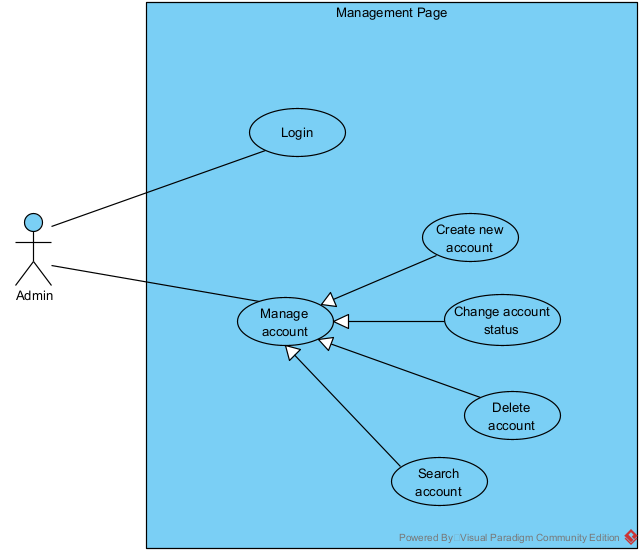 Management Page
Login
Create new
account
Admin
Manage
account
Change account
status
Delete
account
Search
account
Powered By: Visual Paradigm Community Edition